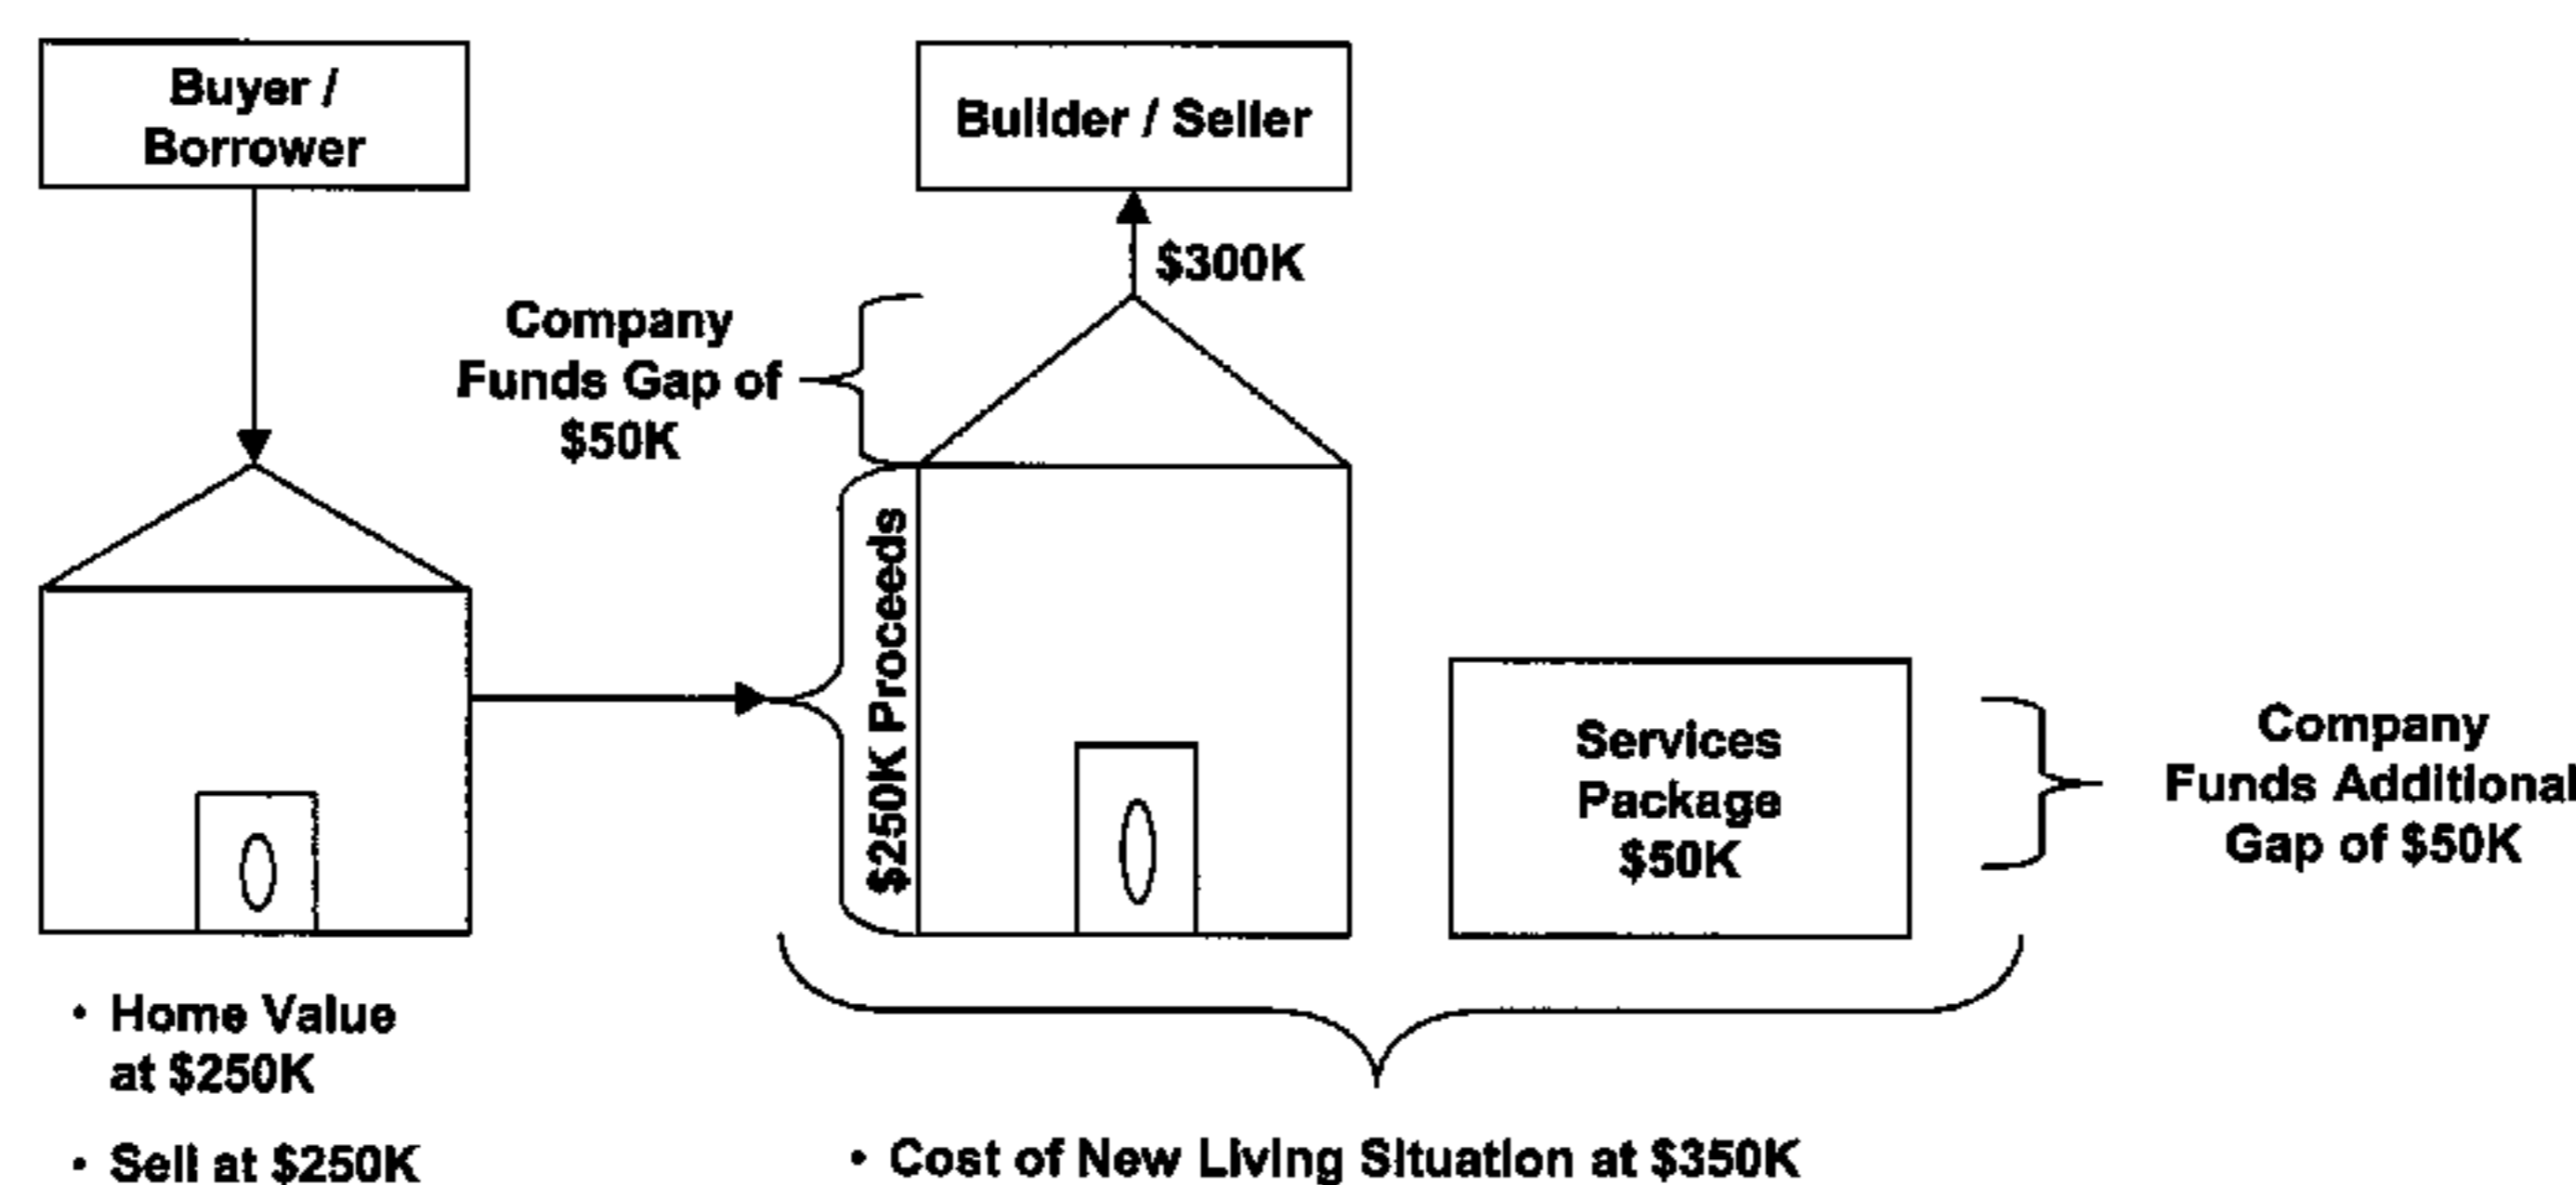 Buyer /
Borrower
Builder / Seller
$300K
Company
Funds Gap of
$50K
$250K Proceeds
Services
Package
$50K
Company
Funds Additional
Gap of $50K
• Home Value
at $250K
• Sell at $250K
• Cost of New Living Situation at $350K